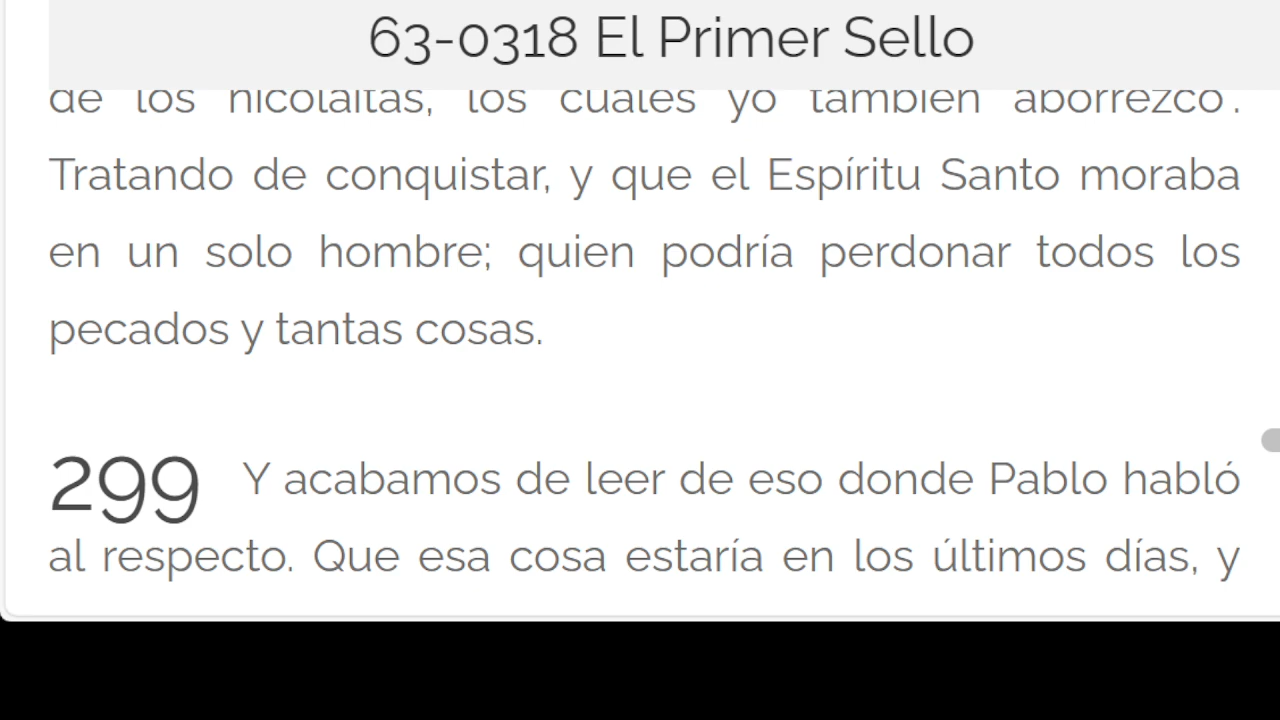 63-0318 El Primer Sello
de los nicolaítas, los cuales yo también aborrezco'.
Tratando de conquistar, y que el Espíritu Santo moraba
en un solo hombre; quien podría perdonar todos los
pecados y tantas cosas.
299 Y acabamos de leer de eso donde Pablo habló
al respecto. Que esa cosa estaría en los últimos días, y